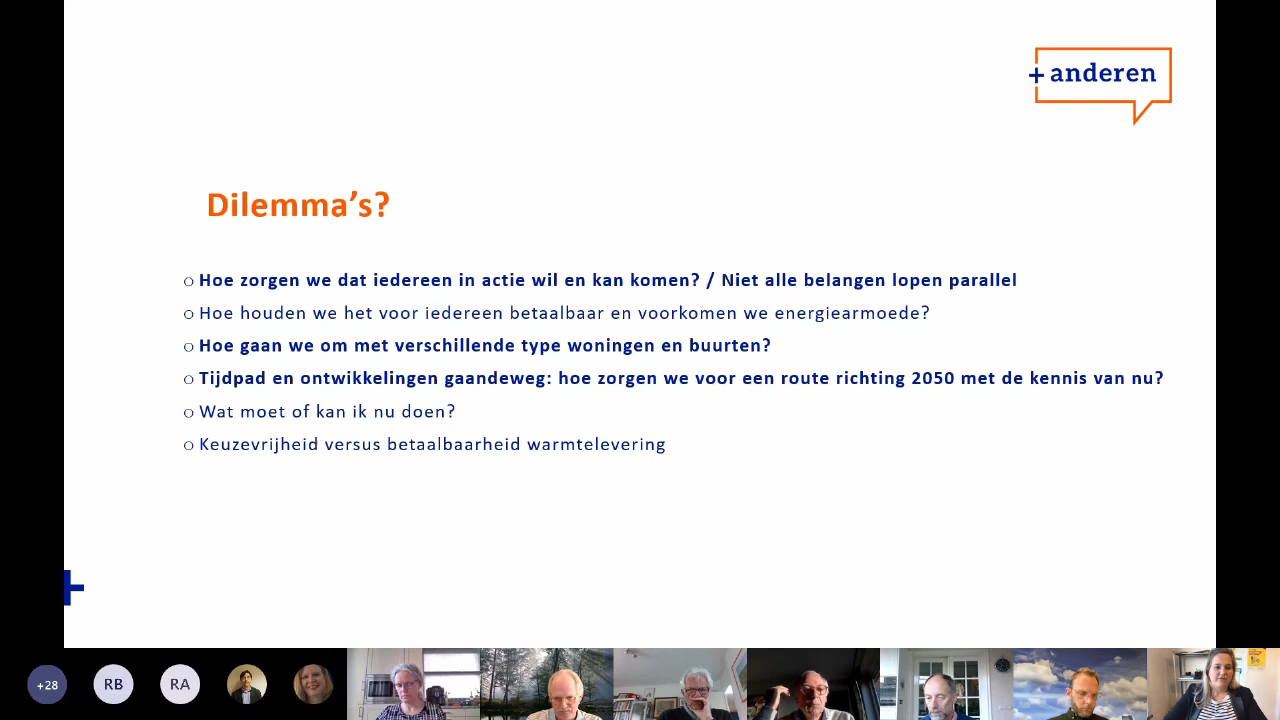 + anderen
Dilemma’s?
Hoe zorgen we dat iedereen in actie wil en kan komen? / Niet alle belangen lopen parallel
Hoe houden we het voor iedereen betaalbaar en voorkomen we energiearmoede?
Hoe gaan we om met verschillende type woningen en buurten?
Tijdpad en ontwikkelingen gaandeweg: hoe zorgen we voor een route richting 2050 met de kennis van nu?
Wat moet of kan ik nu doen?
Keuzevrijheid versus betaalbaarheid warmtelevering
+28
RB
RA